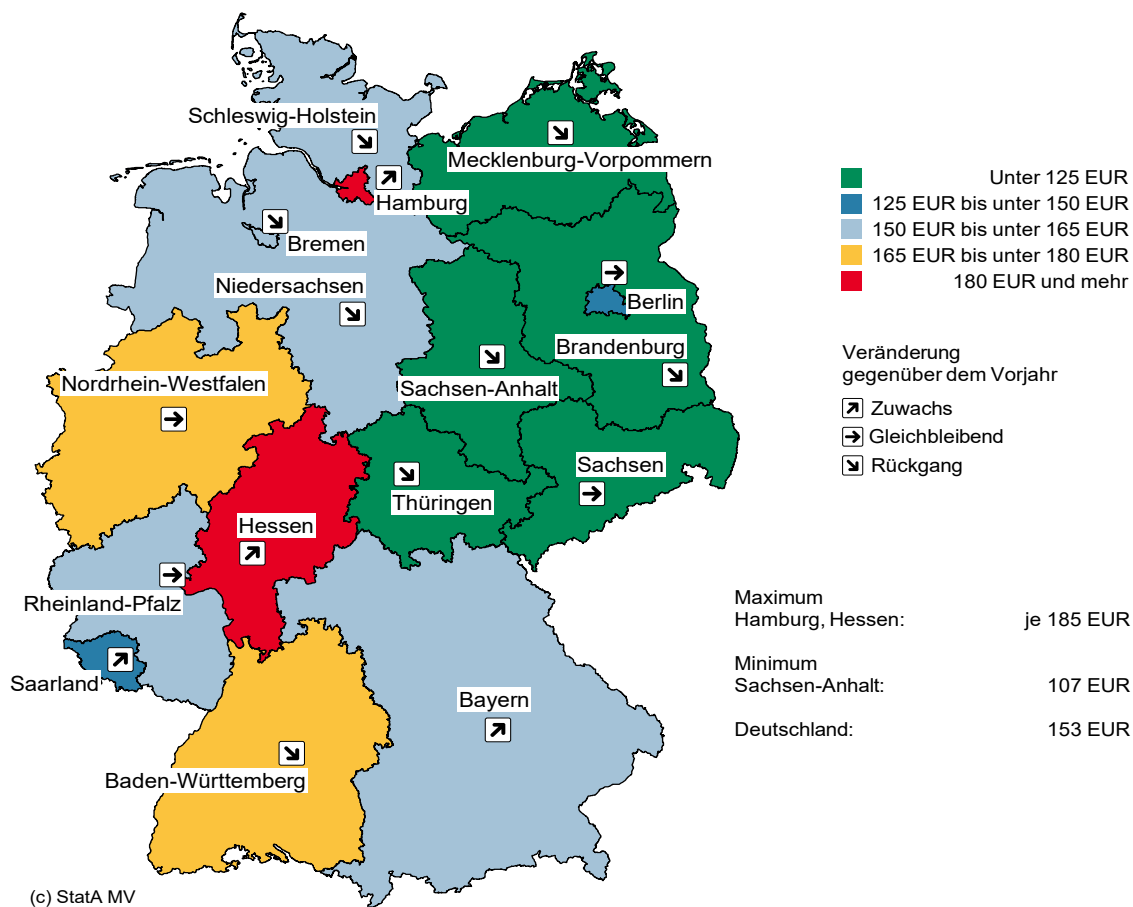 Schleswig-Holstein
Mecklenburg-Vorpommern
Hamburg
Bremen
Niedersachsen
Berlin
Brandenburg
Nordrhein-Westfalen
Sachsen-Anhalt
Sachsen
Thüringen
Hessen
Rheinland-Pfalz
Saarland
Bayern
Baden-Württemberg
Unter 125 EUR
125 EUR bis unter 150 EUR
150 EUR bis unter 165 EUR
165 EUR bis unter 180 EUR
180 EUR und mehr
Veränderung
gegenüber dem Vorjahr
Zuwachs
Gleichbleibend
Rückgang
Maximum
Hamburg, Hessen: je 185 EUR
Minimum
Sachsen-Anhalt: 107 EUR
Deutschland: 153 EUR
(c) StatA MV